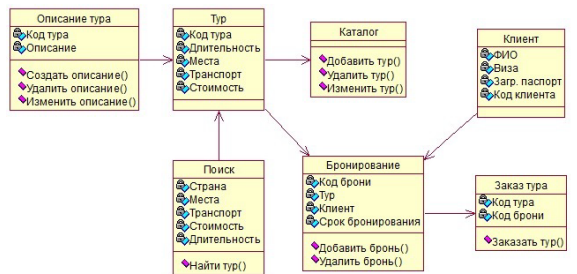 Описание тура
Код тура
Описание
Создать описание()
Удалить описание()
Изменить описание()
Тур
Код тура
Длительность
Места
Транспорт
Стоимость
Каталог
Добавить тур()
Удалить тур()
Изменить тур()
Клиент
ФИО
Виза
Загр. паспорт
Код клиента
Поиск
Страна
Места
Транспорт
Стоимость
Длительность
Найти тур()
Бронирование
Код брони
Тур
Клиент
Срок бронирования
Добавить бронь()
Удалить бронь()
Заказ тура
Код тура
Код брони
Заказать тур()